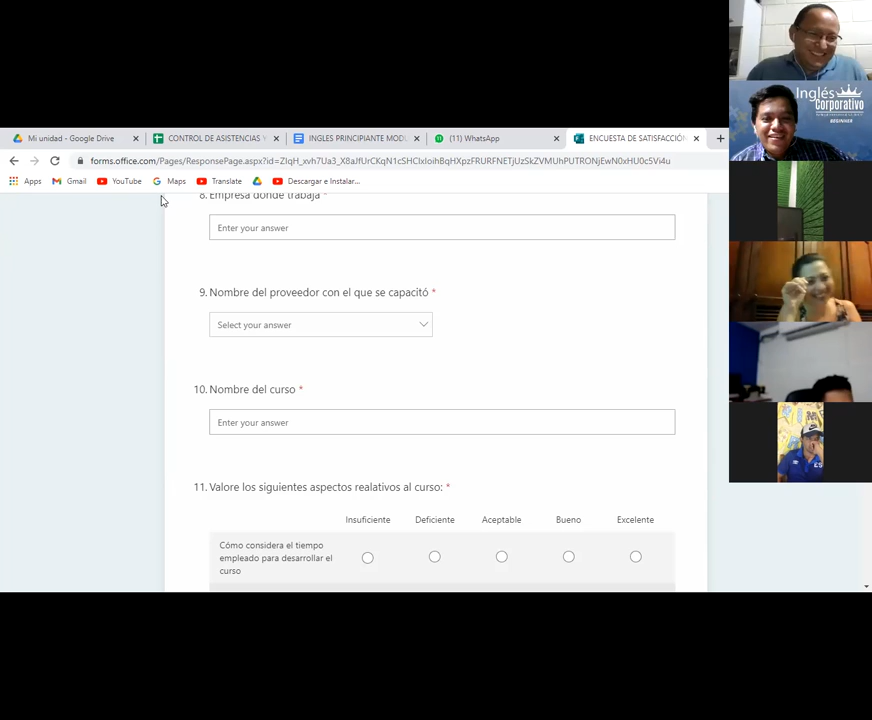 Mi unidad - Google Drive
CONTROL DE ASISTENCIAS Y
INGLES PRINCIPIANTE MODU
(11) WhatsApp
ENCUESTA DE SATISFACCIÓN
forms.office.com/Pages/ResponsePage.aspx?id=
Apps
Gmail
YouTube
Maps
Translate
Descargar e Instalar...
8. Empresa donde trabaja *
Enter your answer
9. Nombre del proveedor con el que se capacitó *
Select your answer
10. Nombre del curso *
Enter your answer
11. Valore los siguientes aspectos realativos al curso: *
Insuficiente Deficiente Aceptable Bueno Excelente
Cómo considera el tiempo
empleado para desarrollar el
curso
Inglés
Corporativo
BEGINNER